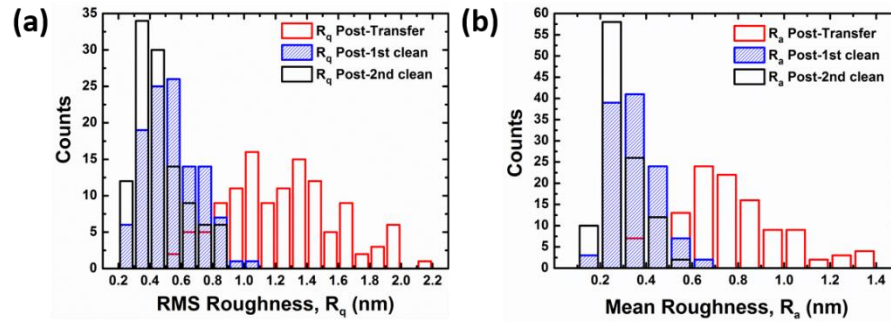 (a)
35
30
25
20
15
10
5
0
Counts
R_q Post-Transfer
R_q Post-1st clean
R_q Post-2nd clean
0.2 0.4 0.6 0.8 1.0 1.2 1.4 1.6 1.8 2.0 2.2
RMS Roughness, R_q (nm)
(b)
60
55
50
45
40
35
30
25
20
15
10
5
0
Counts
R_a Post-Transfer
R_a Post-1st clean
R_a Post-2nd clean
0.2 0.4 0.6 0.8 1.0 1.2 1.4
Mean Roughness, R_a (nm)